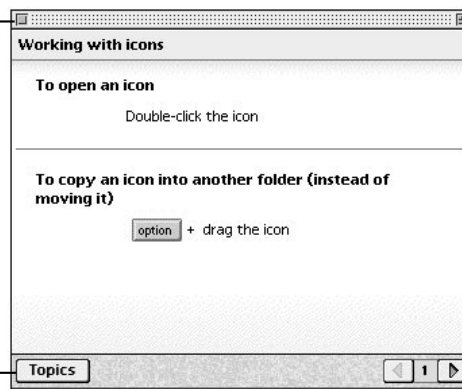 Working with icons
To open an icon
Double-click the icon
To copy an icon into another folder (instead of
moving it)
option + drag the icon
Topics 1